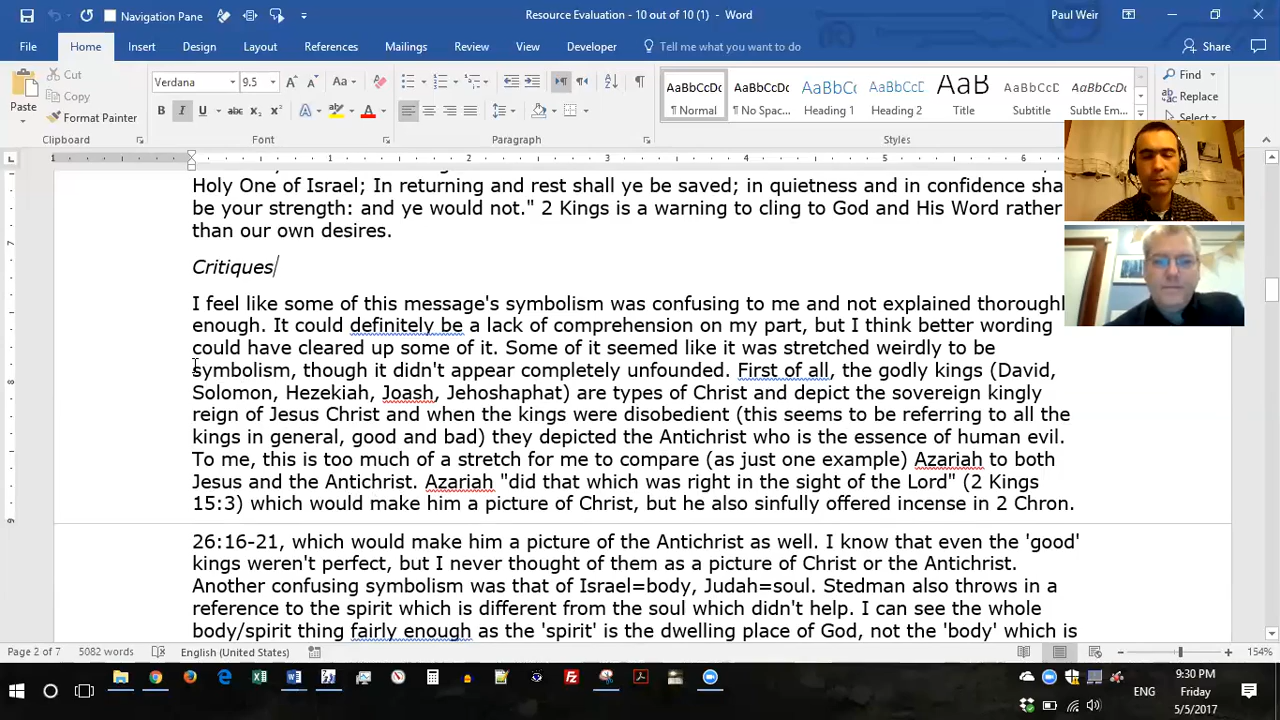 Navigation Pane
Resource Evaluation - 10 out of 10 (1) - Word
Paul Weir
File Home Insert Design Layout References Mailings Review View Developer Tell me what you want to do Share
Paste
Cut
Copy
Format Painter
Verdana 9.5
AaBbCcDc AaBbCcDc AaBbCc AaBbCcD AaB AaBbCcC AaBbCcDc
¶ Normal ¶ No Spac... Heading 1 Heading 2 Title Subtitle Subtle Em...
Find
Replace
Select
Clipboard Font Paragraph Styles
Holy One of Israel; In returning and rest shall ye be saved; in quietness and in confidence sha
be your strength: and ye would not." 2 Kings is a warning to cling to God and His Word rather
than our own desires.
Critiques
I feel like some of this message's symbolism was confusing to me and not explained thoroughl
enough. It could definitely be a lack of comprehension on my part, but I think better wording
could have cleared up some of it. Some of it seemed like it was stretched weirdly to be
symbolism, though it didn't appear completely unfounded. First of all, the godly kings (David,
Solomon, Hezekiah, Joash, Jehoshaphat) are types of Christ and depict the sovereign kingly
reign of Jesus Christ and when the kings were disobedient (this seems to be referring to all the
kings in general, good and bad) they depicted the Antichrist who is the essence of human evil.
To me, this is too much of a stretch for me to compare (as just one example) Azariah to both
Jesus and the Antichrist. Azariah "did that which was right in the sight of the Lord" (2 Kings
15:3) which would make him a picture of Christ, but he also sinfully offered incense in 2 Chron.
26:16-21, which would make him a picture of the Antichrist as well. I know that even the 'good'
kings weren't perfect, but I never thought of them as a picture of Christ or the Antichrist.
Another confusing symbolism was that of Israel=body, Judah=soul. Stedman also throws in a
reference to the spirit which is different from the soul which didn't help. I can see the whole
body/spirit thing fairly enough as the 'spirit' is the dwelling place of God, not the 'body' which is
Page 2 of 7 5082 words English (United States) 154%
ENG
9:30 PM
Friday
5/5/2017